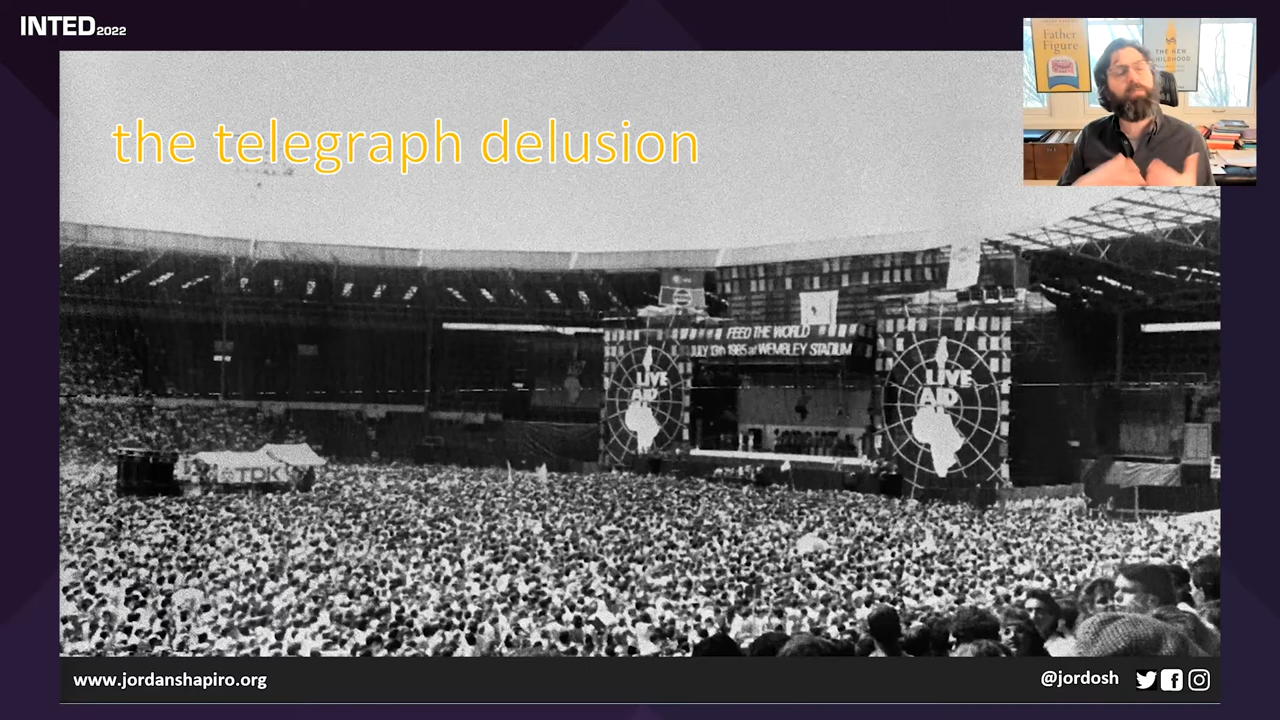 INTED2022
Father
Figure
THE NEW
CHILDHOOD
the telegraph delusion
FEED THE WORLD
JULY 13th 1985 at WEMBLEY STADIUM
LIVE
AID
LIVE
AID
TDK
www.jordanshapiro.org
@jordosh